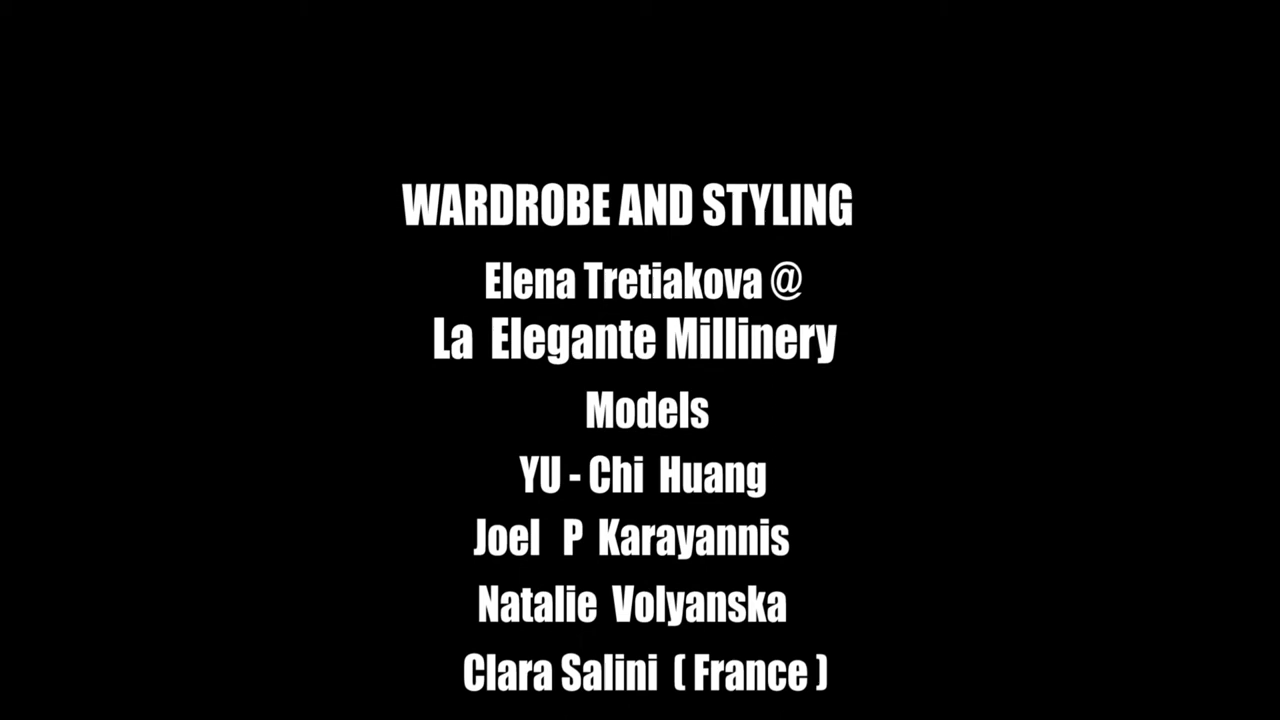 WARDROBE AND STYLING
Elena Tretiakova @
La Elegante Millinery
Models
YU - Chi Huang
Joel P Karayannis
Natalie Volyanska
Clara Salini ( France )